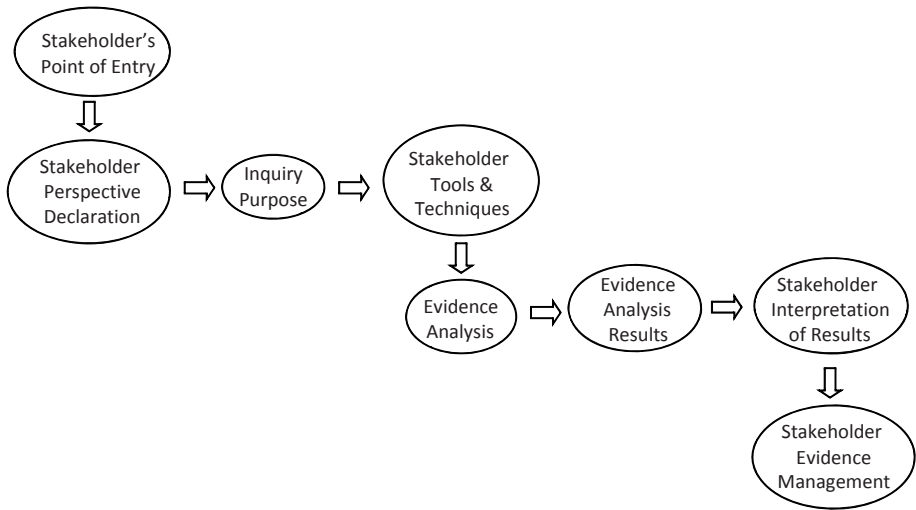 Stakeholder’s
Point of Entry
Stakeholder
Perspective
Declaration
Inquiry
Purpose
Stakeholder
Tools &
Techniques
Evidence
Analysis
Evidence
Analysis
Results
Stakeholder
Interpretation
of Results
Stakeholder
Evidence
Management